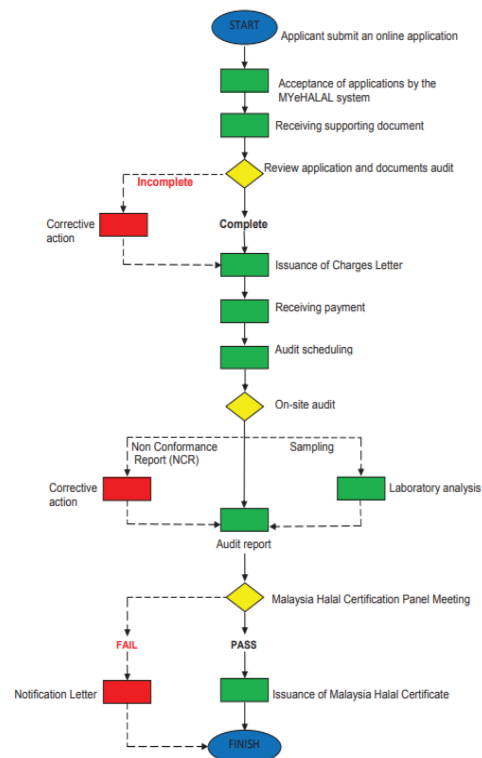 START
Applicant submit an online application
Acceptance of applications by the
MYeHALAL system
Receiving supporting document
Review application and documents audit
Incomplete
Corrective
action
Complete
Issuance of Charges Letter
Receiving payment
Audit scheduling
On-site audit
Non Conformance
Report (NCR)
Sampling
Corrective
action
Laboratory analysis
Audit report
Malaysia Halal Certification Panel Meeting
FAIL
PASS
Notification Letter
Issuance of Malaysia Halal Certificate
FINISH